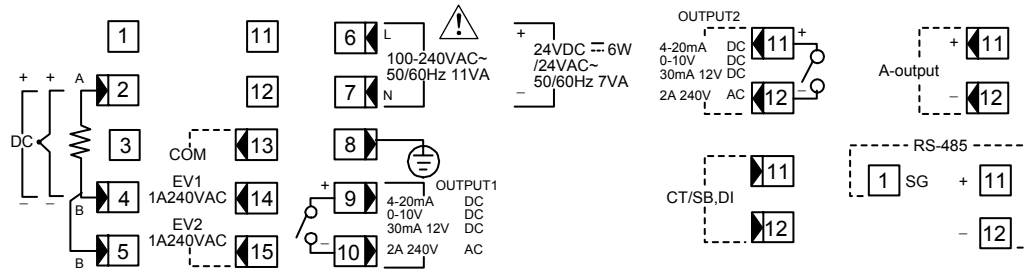 1
2
3
4
5
+ + A
DC
− − B
B
11
12
13
14
15
COM
EV1
1A240VAC
EV2
1A240VAC
6
7
8
9
10
L
100-240VAC~
50/60Hz 11VA
N
+
−
OUTPUT1
4-20mA DC
0-10V DC
30mA 12V DC
2A 240V AC
+
24VDC ⎓ 6W
/24VAC~
50/60Hz 7VA
−
OUTPUT2
4-20mA DC
0-10V DC
30mA 12V DC
2A 240V AC
11 +
12 −
CT/SB,DI
11
12
A-output
+ 11
− 12
RS-485
1 SG + 11
− 12